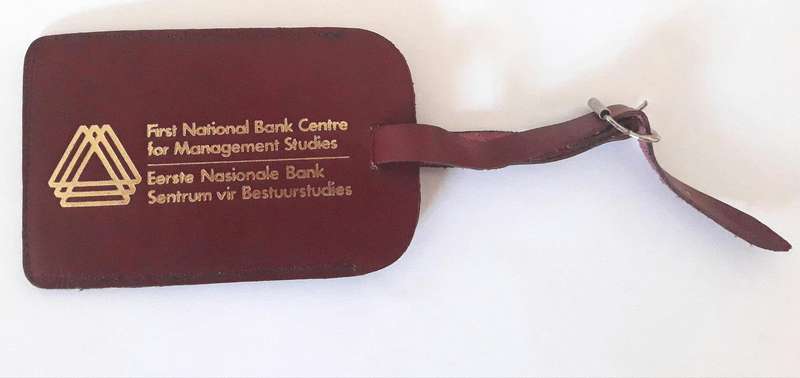 First National Bank Centre
for Management Studies
Eerste Nasionale Bank
Sentrum vir Bestuurstudies